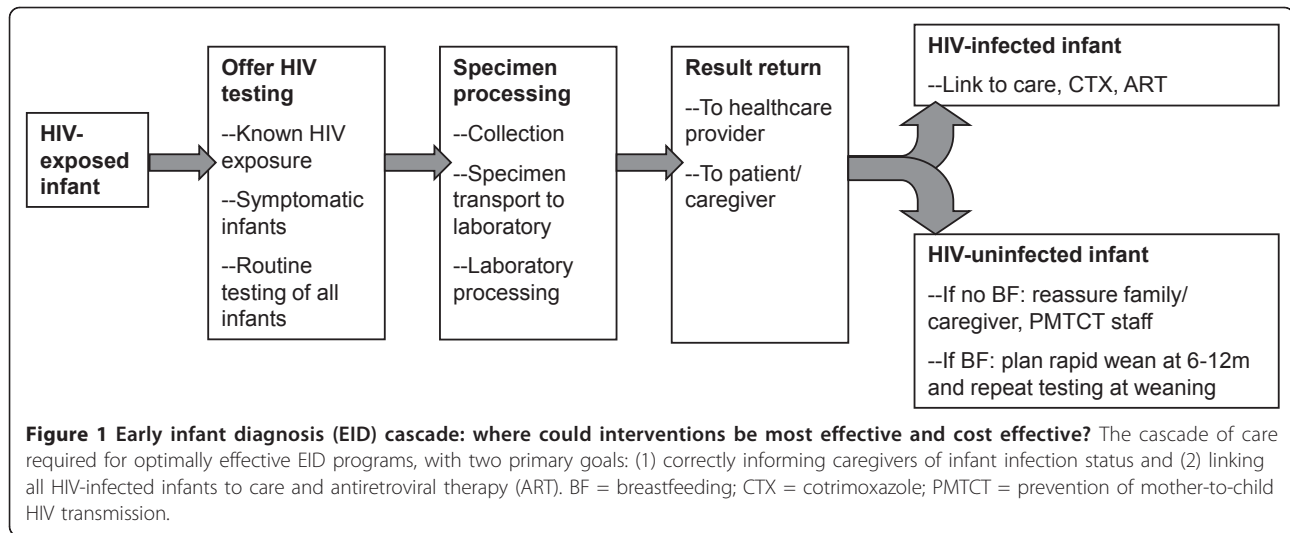 HIV-
exposed
infant
Offer HIV
testing
--Known HIV
exposure
--Symptomatic
infants
--Routine
testing of all
infants
Specimen
processing
--Collection
--Specimen
transport to
laboratory
--Laboratory
processing
Result return
--To healthcare
provider
--To patient/
caregiver
HIV-infected infant
--Link to care, CTX, ART
HIV-uninfected infant
--If no BF: reassure family/
caregiver, PMTCT staff
--If BF: plan rapid wean at 6-12m
and repeat testing at weaning
Figure 1 Early infant diagnosis (EID) cascade: where could interventions be most effective and cost effective? The cascade of care
required for optimally effective EID programs, with two primary goals: (1) correctly informing caregivers of infant infection status and (2) linking
all HIV-infected infants to care and antiretroviral therapy (ART). BF = breastfeeding; CTX = cotrimoxazole; PMTCT = prevention of mother-to-child
HIV transmission.